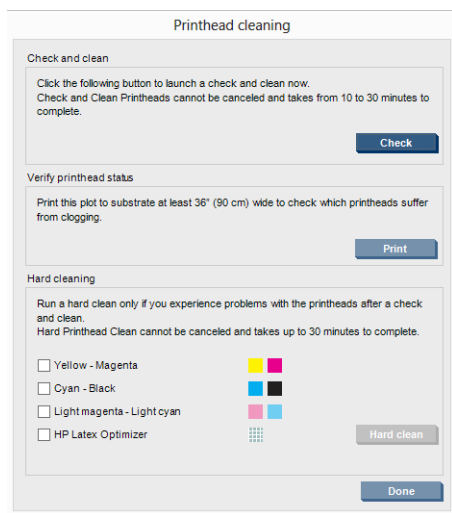 Printhead cleaning
Check and clean
Click the following button to launch a check and clean now.
Check and Clean Printheads cannot be canceled and takes from 10 to 30 minutes to
complete.
Check
Verify printhead status
Print this plot to substrate at least 36" (90 cm) wide to check which printheads suffer
from clogging.
Print
Hard cleaning
Run a hard clean only if you experience problems with the printheads after a check
and clean.
Hard Printhead Clean cannot be canceled and takes up to 30 minutes to complete.
Yellow - Magenta
Cyan - Black
Light magenta - Light cyan
HP Latex Optimizer
Hard clean
Done